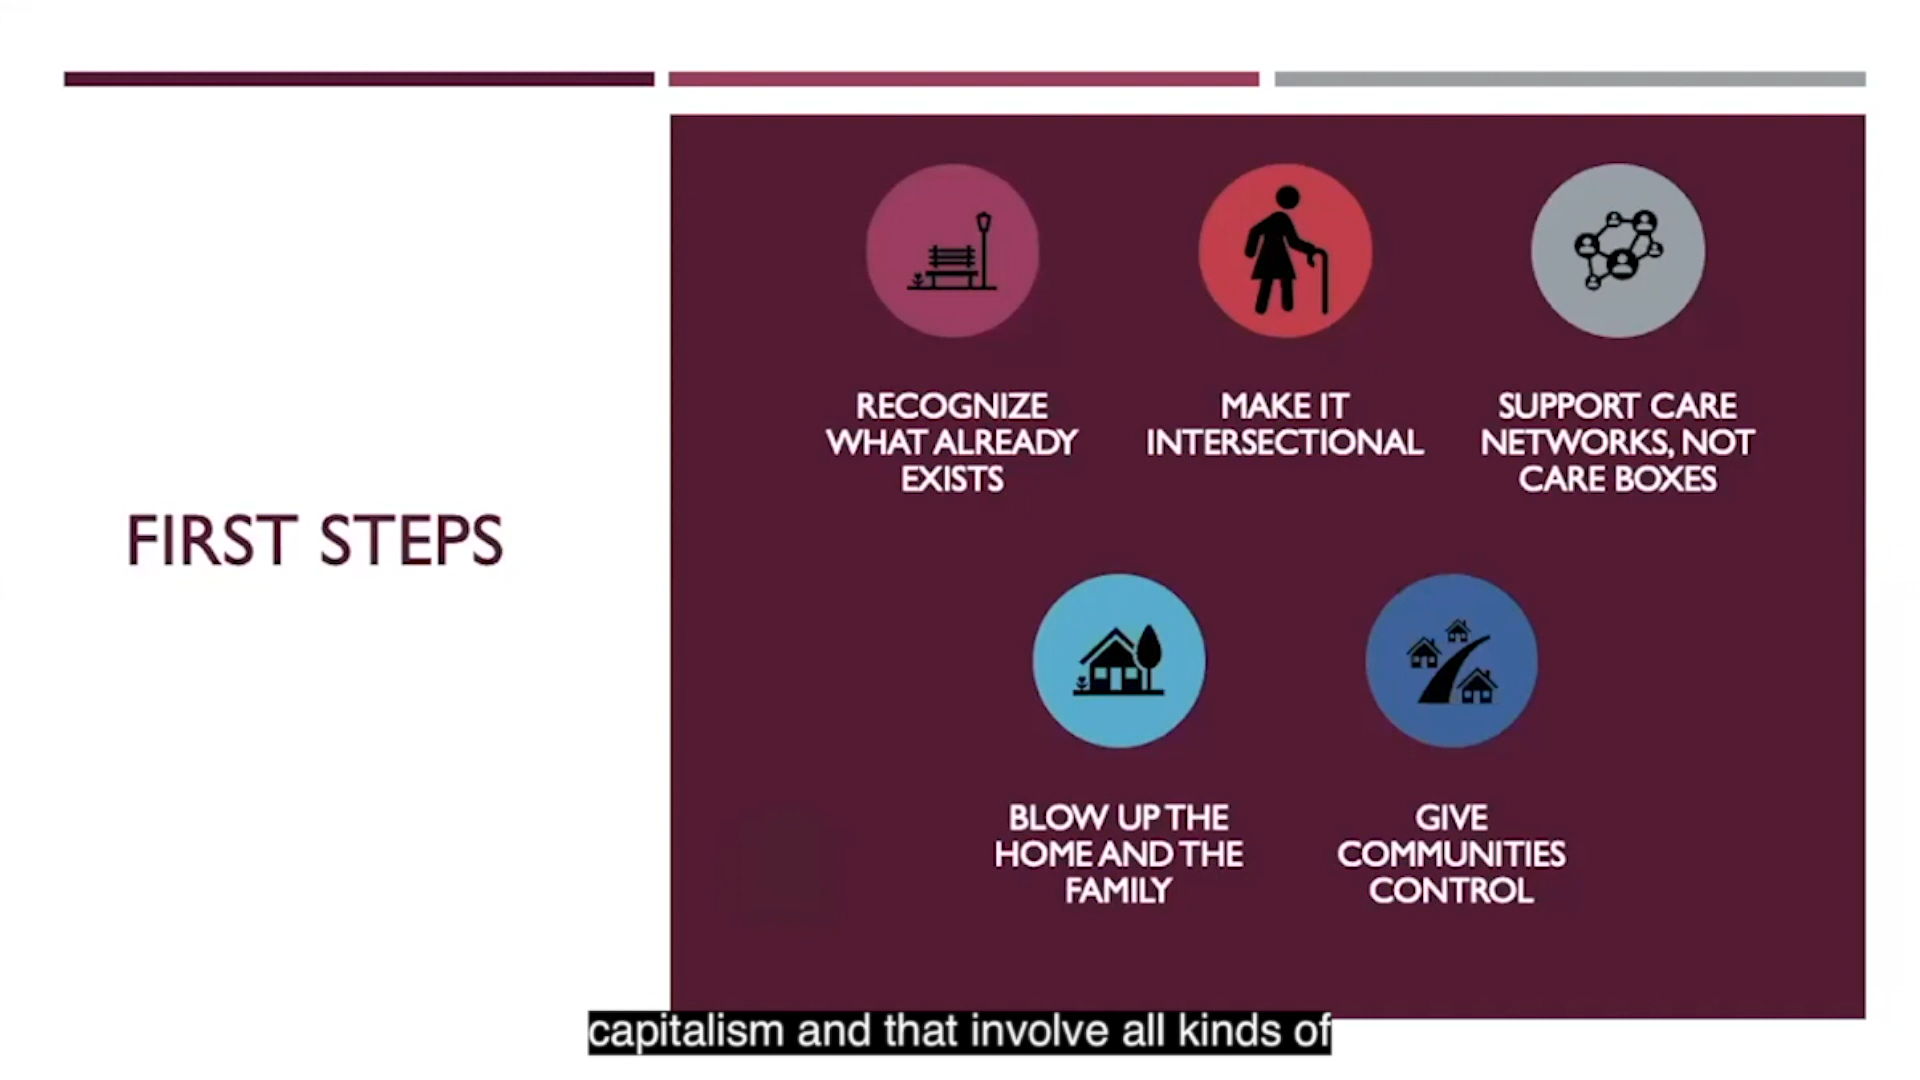 FIRST STEPS
RECOGNIZE
WHAT ALREADY
EXISTS
MAKE IT
INTERSECTIONAL
SUPPORT CARE
NETWORKS, NOT
CARE BOXES
BLOW UP THE
HOME AND THE
FAMILY
GIVE
COMMUNITIES
CONTROL
capitalism and that involve all kinds of